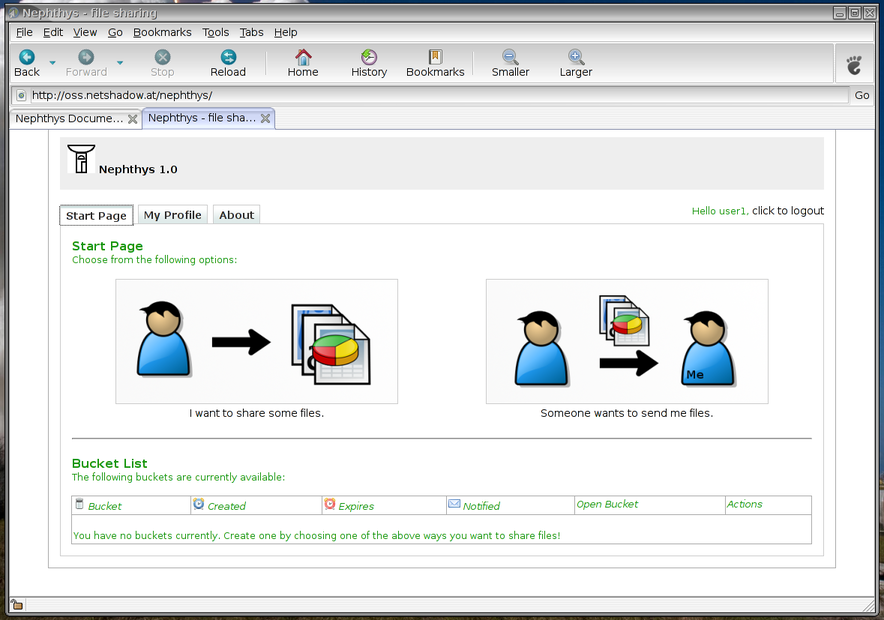 Nephthys - file sharing
File Edit View Go Bookmarks Tools Tabs Help
Back Forward Stop Reload Home History Bookmarks Smaller Larger
http://oss.netshadow.at/nephthys/ Go
Nephthys Docume... Nephthys - file sha...
Nephthys 1.0
Start Page My Profile About Hello user1, click to logout
Start Page
Choose from the following options:
Me
I want to share some files. Someone wants to send me files.
Bucket List
The following buckets are currently available:
Bucket Created Expires Notified Open Bucket Actions
You have no buckets currently. Create one by choosing one of the above ways you want to share files!